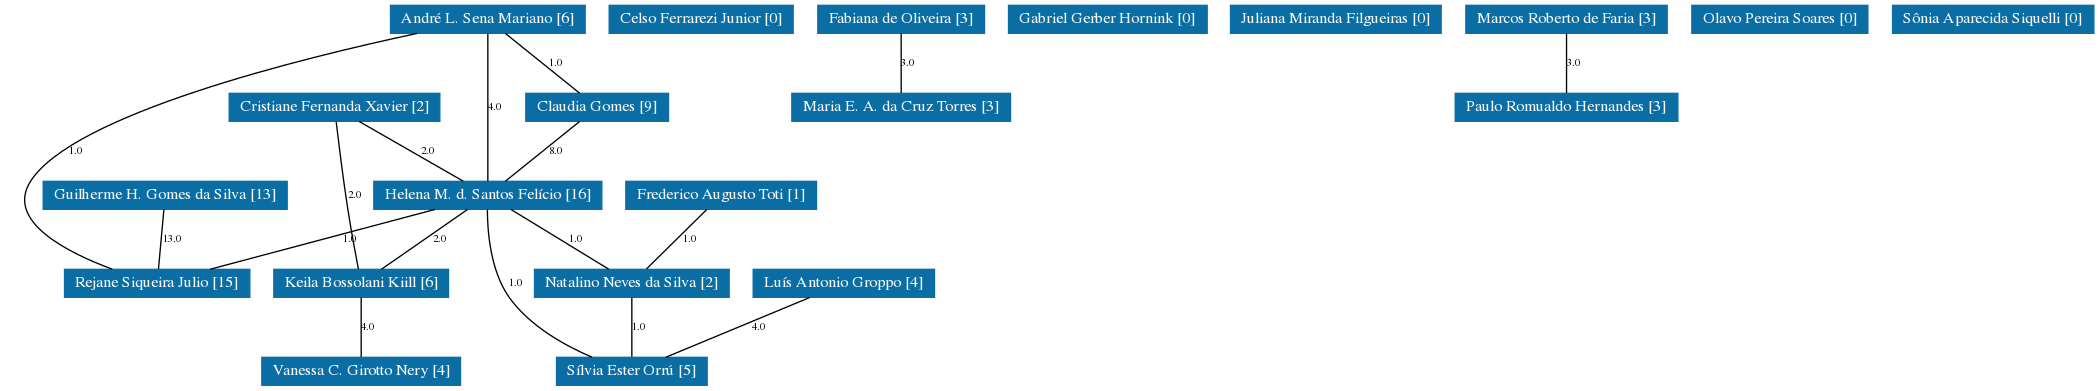 André L. Sena Mariano [6] Celso Ferrarezi Junior [0] Fabiana de Oliveira [3] Gabriel Gerber Hornink [0] Juliana Miranda Filgueiras [0] Marcos Roberto de Faria [3] Olavo Pereira Soares [0] Sônia Aparecida Siquelli [0]
1.0 3.0 3.0
Cristiane Fernanda Xavier [2] 4.0 Claudia Gomes [9] Maria E. A. da Cruz Torres [3] Paulo Romualdo Hernandes [3]
1.0 2.0 8.0
Guilherme H. Gomes da Silva [13] 2.0 Helena M. d. Santos Felício [16] Frederico Augusto Toti [1]
13.0 1.0 2.0 1.0 1.0
Rejane Siqueira Julio [15] Keila Bossolani Kiill [6] 1.0 Natalino Neves da Silva [2] Luís Antonio Groppo [4]
4.0 1.0 4.0
Vanessa C. Girotto Nery [4] Sílvia Ester Orrú [5]